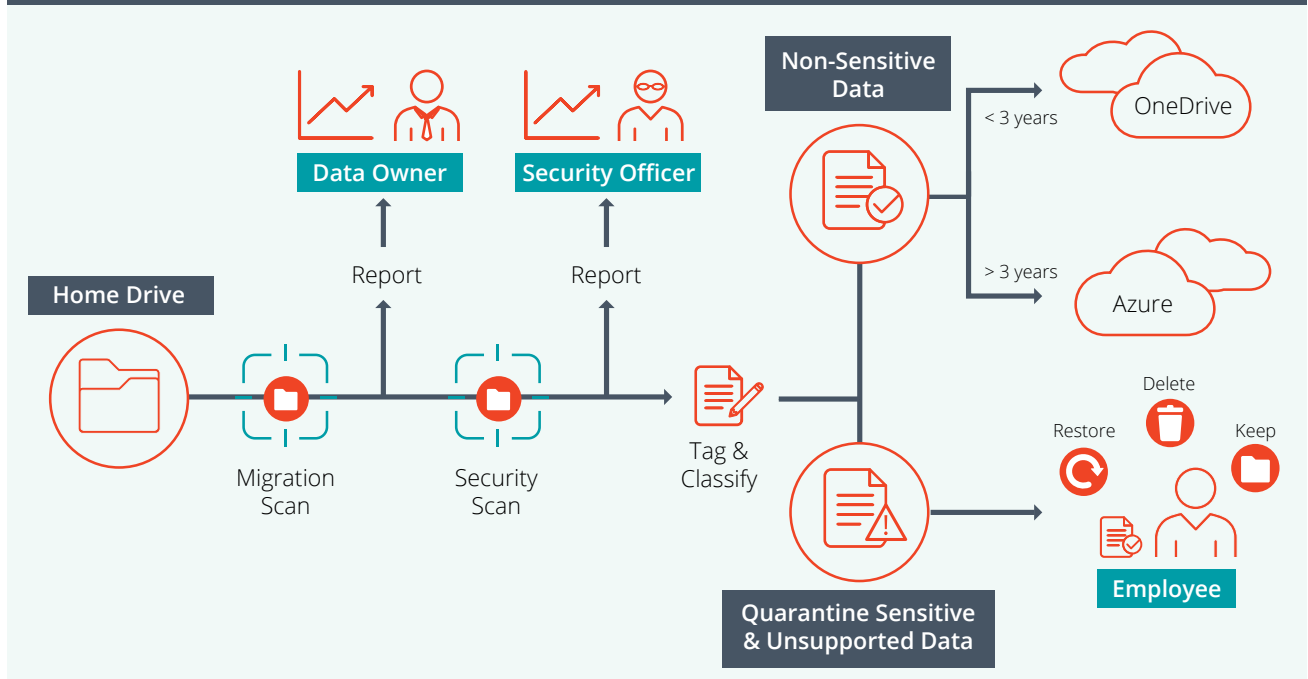 Data Owner
Security Officer
Report
Report
Home Drive
Migration
Scan
Security
Scan
Tag &
Classify
Non-Sensitive
Data
< 3 years
OneDrive
> 3 years
Azure
Quarantine Sensitive
& Unsupported Data
Restore
Delete
Keep
Employee